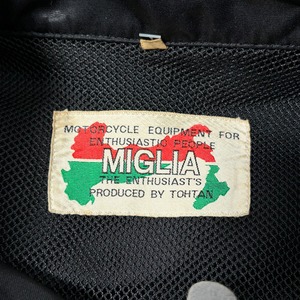 MOTORCYCLE EQUIPMENT FOR
ENTHUSIASTIC PEOPLE
MIGLIA
THE ENTHUSIAST'S
PRODUCED BY TOHTAN